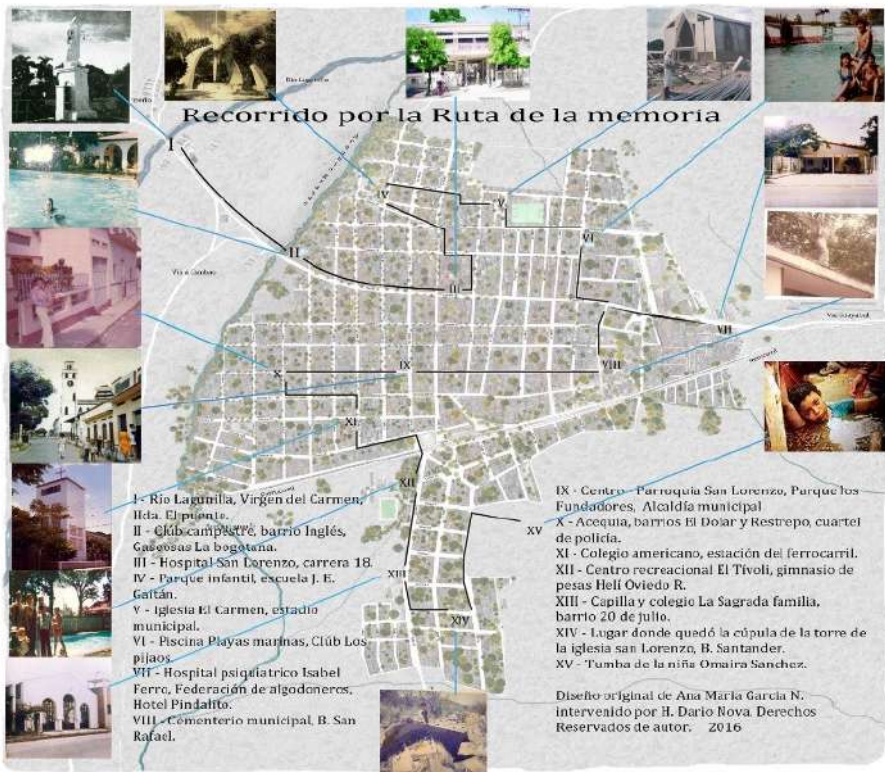 Recorrido por la Ruta de la memoria
I
II
III
IV
V
VI
VII
VIII
IX
X
XI
XII
XIII
XIV
XV
I - Rio Lagunilla, Virgen del Carmen,
Hda. El puente.
II - Club campestre, barrio Inglés,
Gaseosas La bogotana.
III - Hospital San Lorenzo, carrera 18.
IV - Parque infantil, escuela J. E.
Gaitán.
V - Iglesia El Carmen, estadio
municipal.
VI - Piscina Playas marinas, Club Los
pijaos.
VII - Hospital psiquiatrico Isabel
Ferro, Federación de algodoneros,
Hotel Pindalito.
VIII - Cementerio municipal, B. San
Rafael.
IX - Centro - Parroquia San Lorenzo, Parque los
Fundadores, Alcaldía municipal
X - Acequia, barrios El Dolar y Restrepo, cuartel
de policía.
XI - Colegio americano, estación del ferrocarril.
XII - Centro recreacional El Tívoli, gimnasio de
pesas Helí Oviedo R.
XIII - Capilla y colegio La Sagrada familia,
barrio 20 de julio.
XIV - Lugar donde quedó la cúpula de la torre de
la iglesia san Lorenzo, B. Santander.
XV - Tumba de la niña Omaira Sanchez.
Diseño original de Ana María García N.
intervenido por H. Dario Nova. Derechos
Reservados de autor. 2016